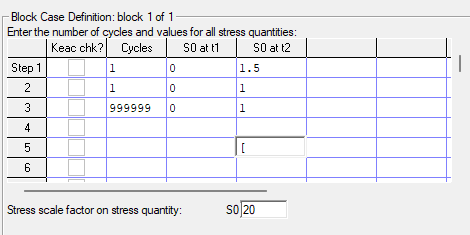 Block Case Definition: block 1 of 1
Enter the number of cycles and values for all stress quantities:
Keac chk? Cycles S0 at t1 S0 at t2
Step 1 1 0 1.5
2 1 0 1
3 999999 0 1
4
5 [
6
Stress scale factor on stress quantity: S0 20